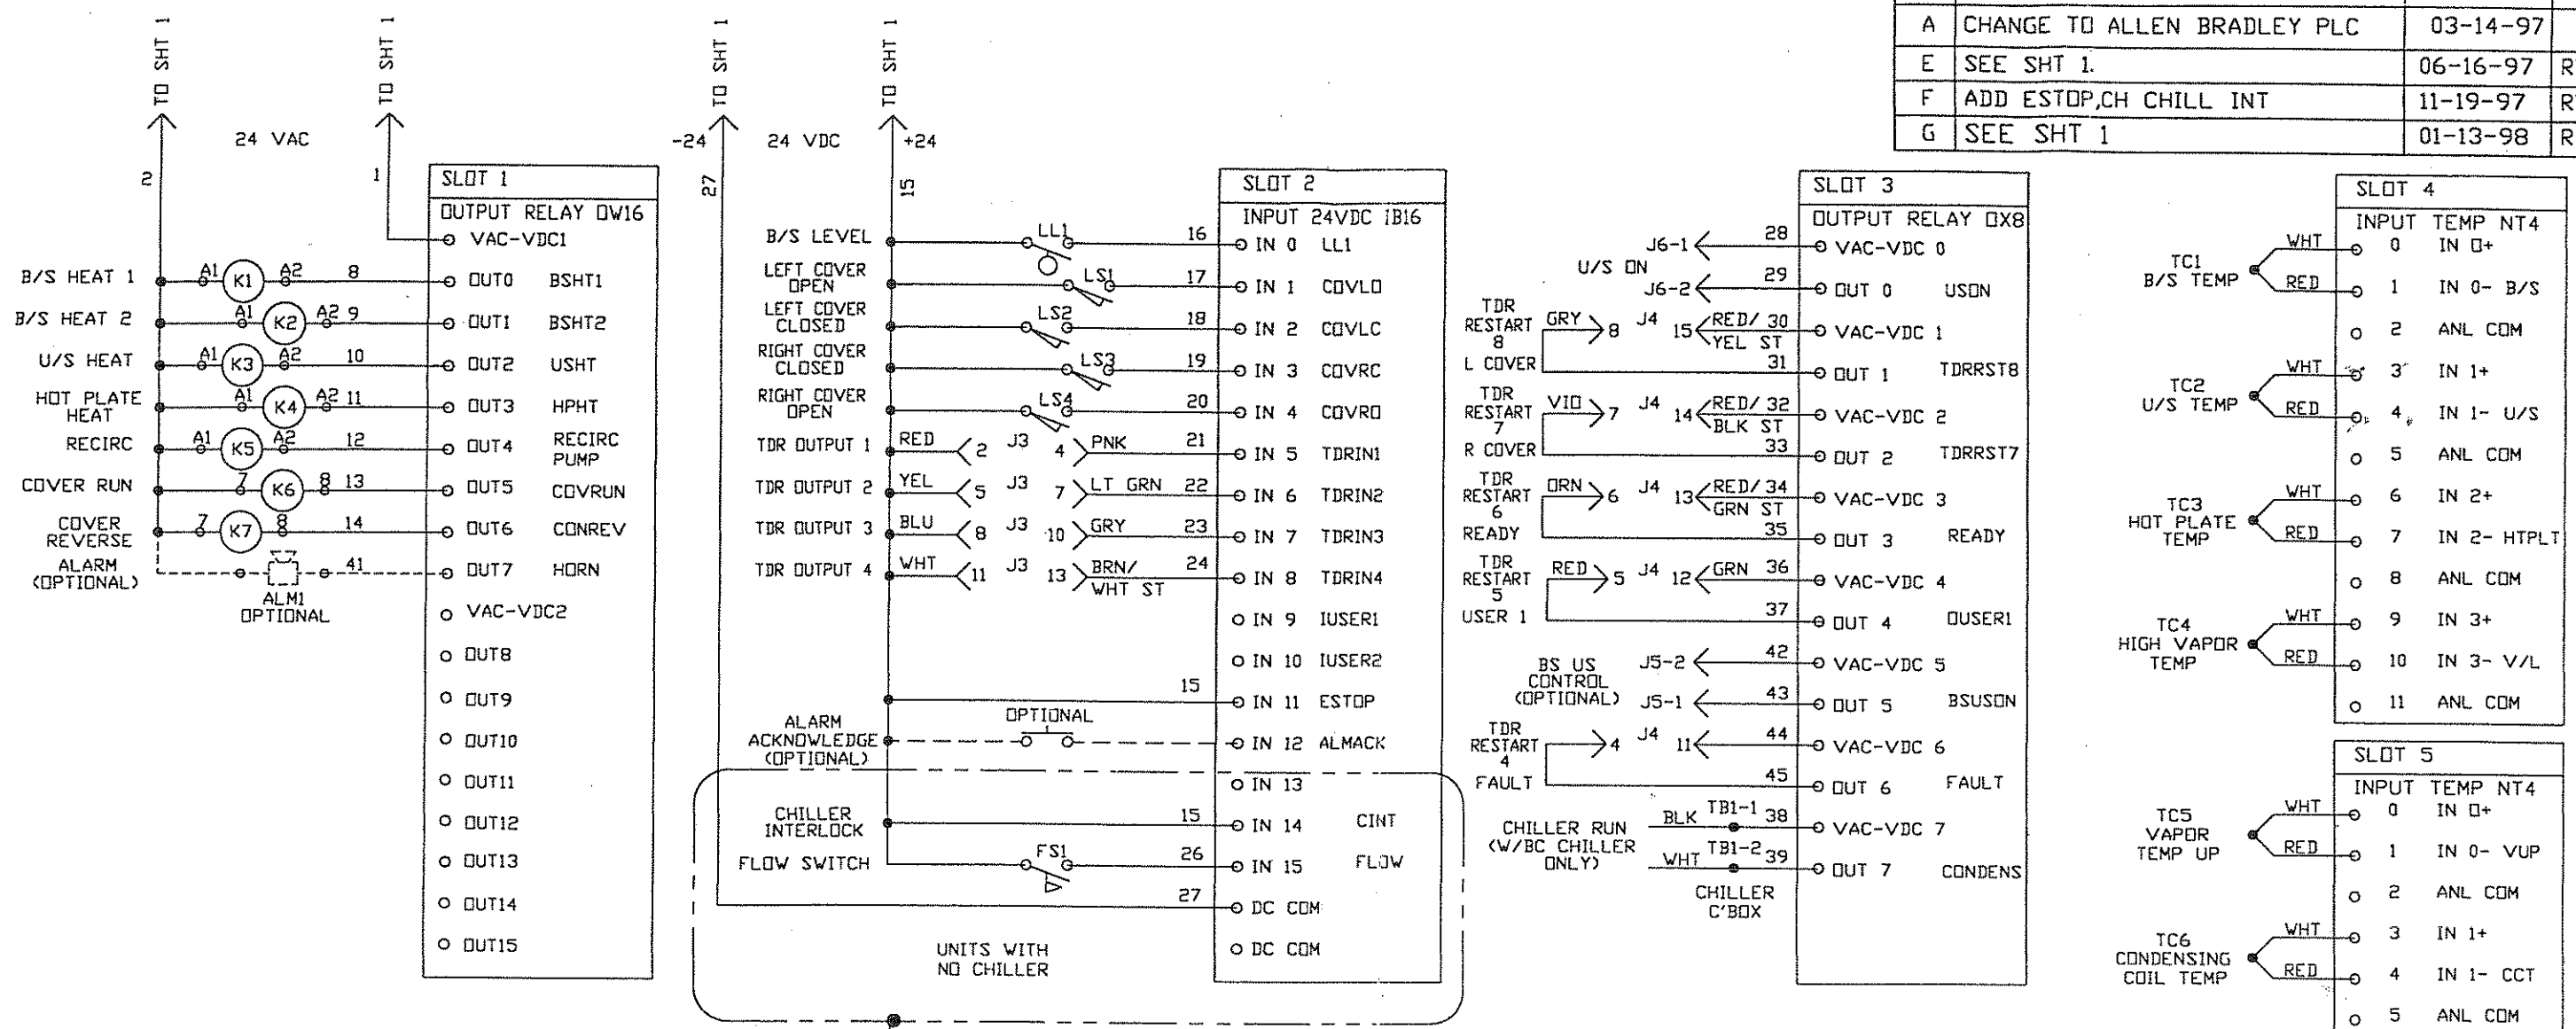 A CHANGE TO ALLEN BRADLEY PLC 03-14-97
E SEE SHT 1. 06-16-97 R
F ADD ESTOP,CH CHILL INT 11-19-97 R
G SEE SHT 1 01-13-98 R
TO SHT 1
TO SHT 1
TO SHT 1
TO SHT 1
24 VAC
-24 24 VDC +24
2
1
27
15
SLOT 1
OUTPUT RELAY OW16
VAC-VDC1
B/S HEAT 1 A1 K1 A2 8 OUT0 BSHT1
B/S HEAT 2 A1 K2 A2 9 OUT1 BSHT2
U/S HEAT A1 K3 A2 10 OUT2 USHT
HOT PLATE
HEAT A1 K4 A2 11 OUT3 HPHT
RECIRC A1 K5 A2 12 OUT4 RECIRC
PUMP
COVER RUN 7 K6 8 13 OUT5 COVRUN
COVER
REVERSE 7 K7 8 14 OUT6 CONREV
ALARM
(OPTIONAL) 41 OUT7 HORN
ALM1
OPTIONAL
VAC-VDC2
OUT8
OUT9
OUT10
OUT11
OUT12
OUT13
OUT14
OUT15
SLOT 2
INPUT 24VDC IB16
B/S LEVEL LL1 16 IN 0 LL1
LEFT COVER
OPEN LS1 17 IN 1 COVLO
LEFT COVER
CLOSED LS2 18 IN 2 COVLC
RIGHT COVER
CLOSED LS3 19 IN 3 COVRC
RIGHT COVER
OPEN LS4 20 IN 4 COVRO
TDR OUTPUT 1 RED 2 J3 4 PNK 21 IN 5 TDRIN1
TDR OUTPUT 2 YEL 5 J3 7 LT GRN 22 IN 6 TDRIN2
TDR OUTPUT 3 BLU 8 J3 10 GRY 23 IN 7 TDRIN3
TDR OUTPUT 4 WHT 11 J3 13 BRN/ 24 IN 8 TDRIN4
WHT ST
IN 9 IUSER1
IN 10 IUSER2
15 IN 11 ESTOP
ALARM
ACKNOWLEDGE
(OPTIONAL) OPTIONAL IN 12 ALMACK
IN 13
CHILLER
INTERLOCK 15 IN 14 CINT
FLOW SWITCH FS1 26 IN 15 FLOW
27 DC COM
DC COM
UNITS WITH
NO CHILLER
SLOT 3
OUTPUT RELAY OX8
J6-1 28 VAC-VDC 0
U/S ON
J6-2 29 OUT 0 USON
TDR
RESTART
8 GRY 8 J4 15 RED/ 30 VAC-VDC 1
YEL ST
L COVER 31 OUT 1 TDRRST8
TDR
RESTART
7 VIO 7 J4 14 RED/ 32 VAC-VDC 2
BLK ST
R COVER 33 OUT 2 TDRRST7
TDR
RESTART
6 ORN 6 J4 13 RED/ 34 VAC-VDC 3
GRN ST
READY 35 OUT 3 READY
TDR
RESTART
5 RED 5 J4 12 GRN 36 VAC-VDC 4
USER 1 37 OUT 4 OUSER1
BS US
CONTROL
(OPTIONAL)
J5-2 42 VAC-VDC 5
J5-1 43 OUT 5 BSUSON
TDR
RESTART
4 4 J4 11 44 VAC-VDC 6
FAULT 45 OUT 6 FAULT
CHILLER RUN
(W/BC CHILLER
ONLY)
BLK TB1-1 38 VAC-VDC 7
WHT TB1-2 39 OUT 7 CONDENS
CHILLER
C'BOX
SLOT 4
INPUT TEMP NT4
TC1
B/S TEMP
WHT 0 IN 0+
RED 1 IN 0- B/S
2 ANL COM
TC2
U/S TEMP
WHT 3 IN 1+
RED 4 IN 1- U/S
5 ANL COM
TC3
HOT PLATE
TEMP
WHT 6 IN 2+
RED 7 IN 2- HTPLT
8 ANL COM
TC4
HIGH VAPOR
TEMP
WHT 9 IN 3+
RED 10 IN 3- V/L
11 ANL COM
SLOT 5
INPUT TEMP NT4
TC5
VAPOR
TEMP UP
WHT 0 IN 0+
RED 1 IN 0- VUP
2 ANL COM
TC6
CONDENSING
COIL TEMP
WHT 3 IN 1+
RED 4 IN 1- CCT
5 ANL COM